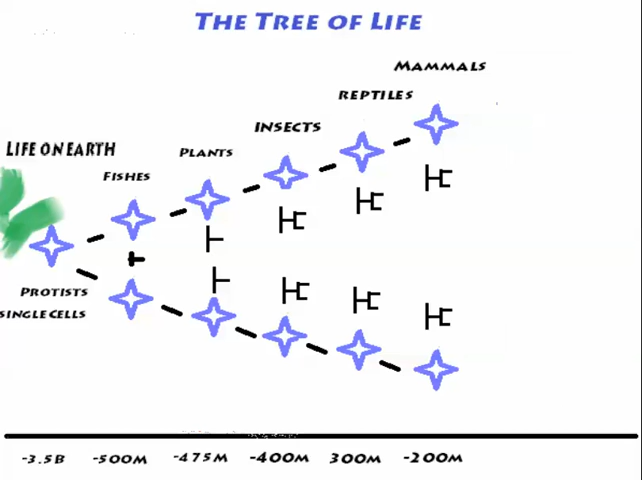 THE TREE OF LIFE
MAMMALS
REPTILES
INSECTS
LIFE ON EARTH
PLANTS
FISHES
PROTISTS
SINGLE CELLS
-3.5B -500M -475M -400M 300M -200M